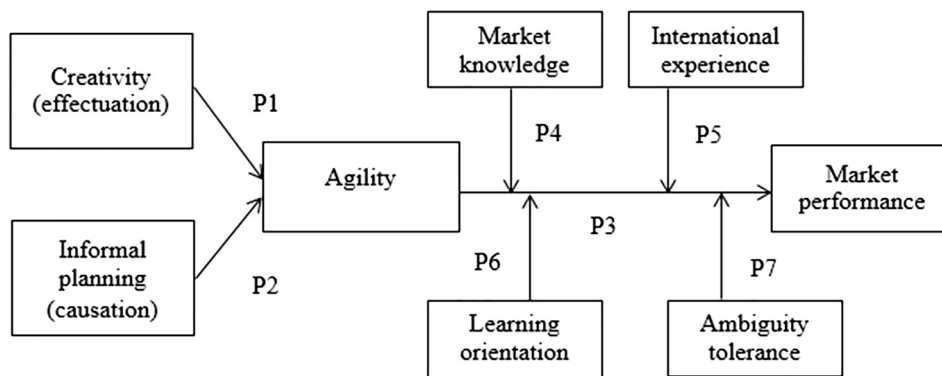 Creativity
(effectuation)
P1
Informal
planning
(causation)
P2
Agility
Market
knowledge
P4
International
experience
P5
P3
Learning
orientation
P6
Ambiguity
tolerance
P7
Market
performance